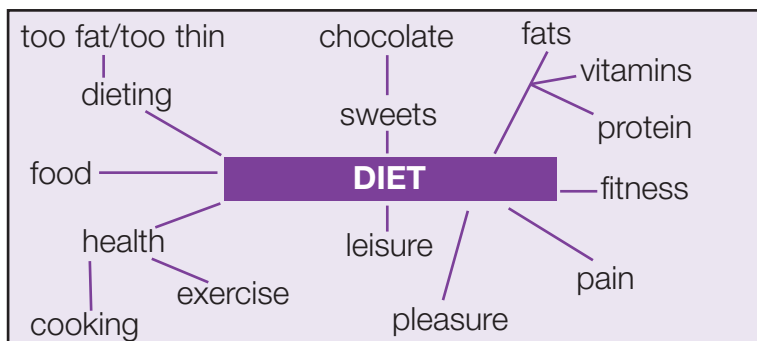 too fat/too thin
chocolate
fats
vitamins
dieting
sweets
protein
food
DIET
fitness
health
leisure
pain
exercise
pleasure
cooking